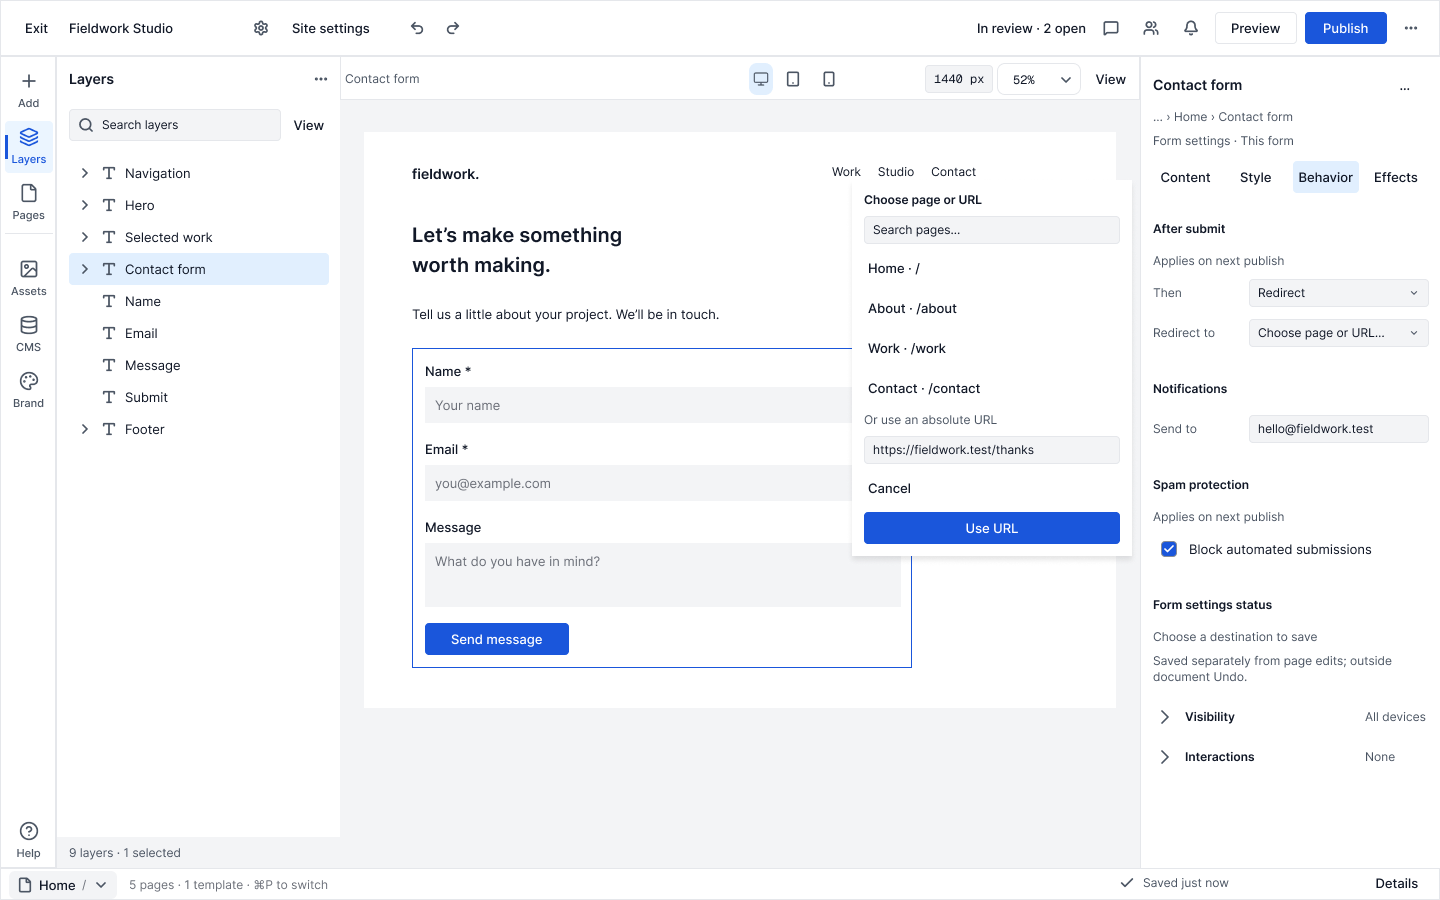 Exit
Fieldwork Studio
Site settings
In review · 2 open
Preview
Publish
Add
Layers
Pages
Assets
CMS
Brand
Help
Layers
Search layers
View
Navigation
Hero
Selected work
Contact form
Name
Email
Message
Submit
Footer
9 layers · 1 selected
Contact form
1440 px
52%
View
fieldwork.
Work
Studio
Contact
Let’s make something
worth making.
Tell us a little about your project. We’ll be in touch.
Name *
Your name
Email *
you@example.com
Message
What do you have in mind?
Send message
Choose page or URL
Search pages...
Home · /
About · /about
Work · /work
Contact · /contact
Or use an absolute URL
https://fieldwork.test/thanks
Cancel
Use URL
Contact form
...
... › Home › Contact form
Form settings · This form
Content
Style
Behavior
Effects
After submit
Applies on next publish
Then
Redirect
Redirect to
Choose page or URL...
Notifications
Send to
hello@fieldwork.test
Spam protection
Applies on next publish
Block automated submissions
Form settings status
Choose a destination to save
Saved separately from page edits; outside
document Undo.
Visibility
All devices
Interactions
None
Home /
5 pages · 1 template · ⌘P to switch
Saved just now
Details